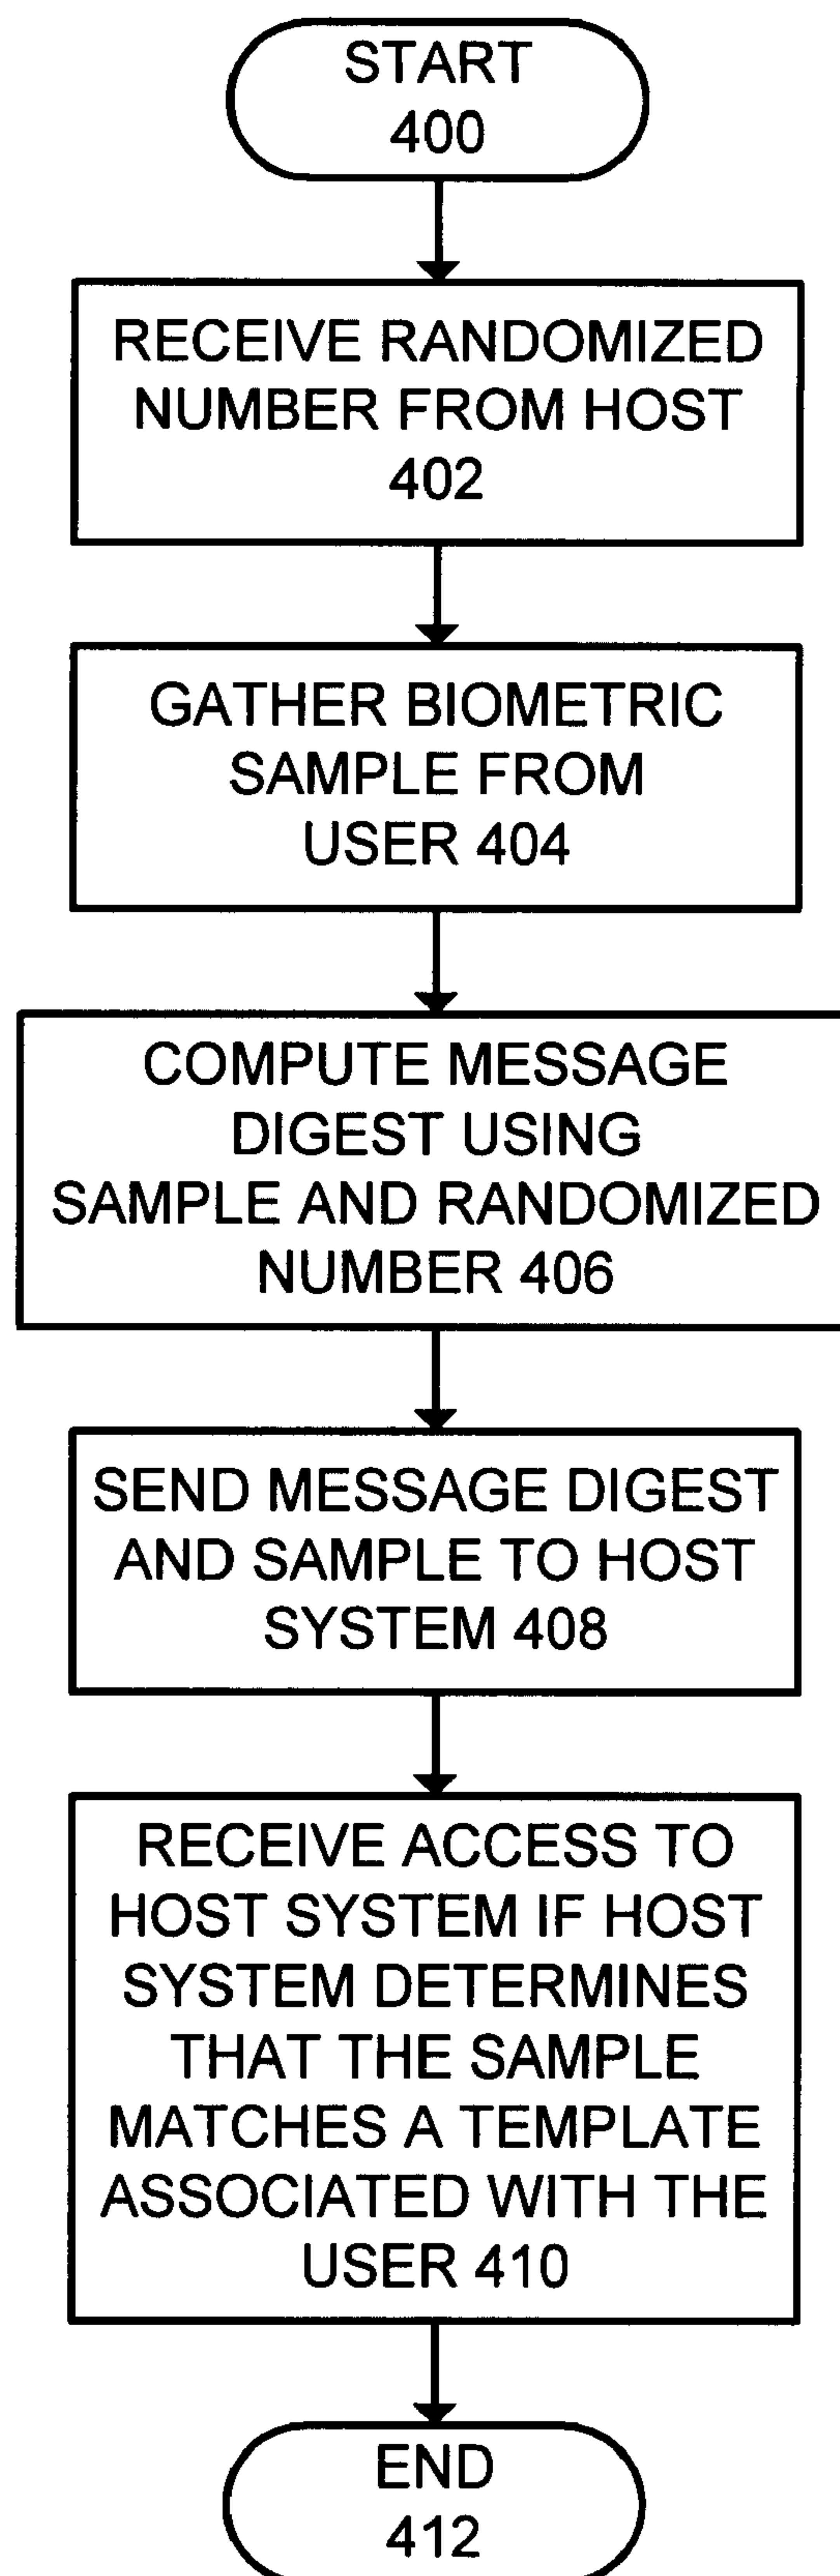 START
400
RECEIVE RANDOMIZED
NUMBER FROM HOST
402
GATHER BIOMETRIC
SAMPLE FROM
USER 404
COMPUTE MESSAGE
DIGEST USING
SAMPLE AND RANDOMIZED
NUMBER 406
SEND MESSAGE DIGEST
AND SAMPLE TO HOST
SYSTEM 408
RECEIVE ACCESS TO
HOST SYSTEM IF HOST
SYSTEM DETERMINES
THAT THE SAMPLE
MATCHES A TEMPLATE
ASSOCIATED WITH THE
USER 410
END
412